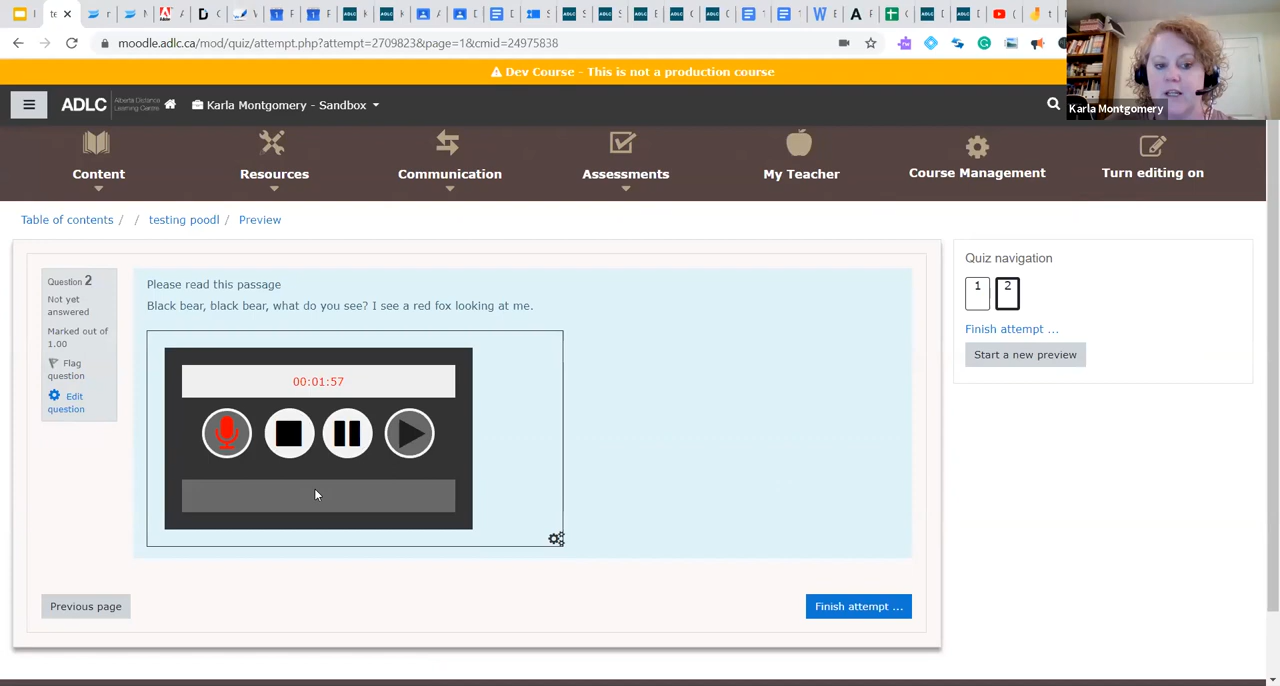 moodle.adlc.ca/mod/quiz/attempt.php?attempt=2709823&page=1&cmid=24975838
Dev Course - This is not a production course
ADLC Alberta Distance Learning Centre Karla Montgomery - Sandbox
Karla Montgomery
Content
Resources
Communication
Assessments
My Teacher
Course Management
Turn editing on
Table of contents / / testing poodl / Preview
Question 2
Not yet
answered
Marked out of
1.00
Flag
question
Edit
question
Please read this passage
Black bear, black bear, what do you see? I see a red fox looking at me.
00:01:57
Previous page
Finish attempt ...
Quiz navigation
1 2
Finish attempt ...
Start a new preview